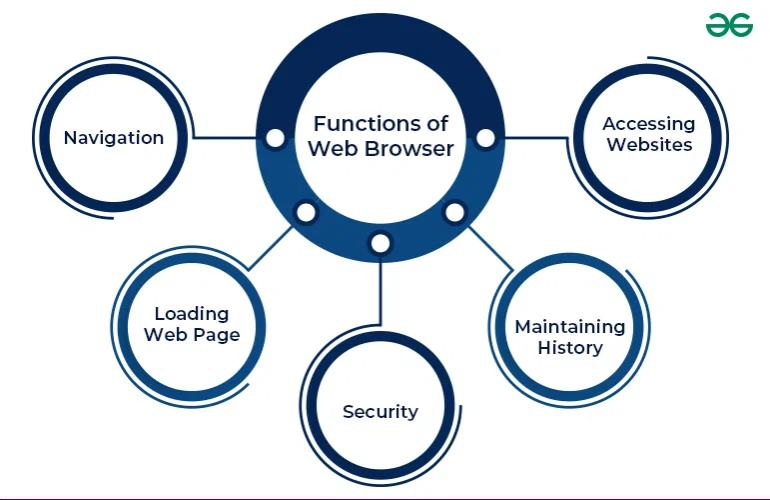 Functions of
Web Browser
Navigation
Accessing
Websites
Loading
Web Page
Maintaining
History
Security